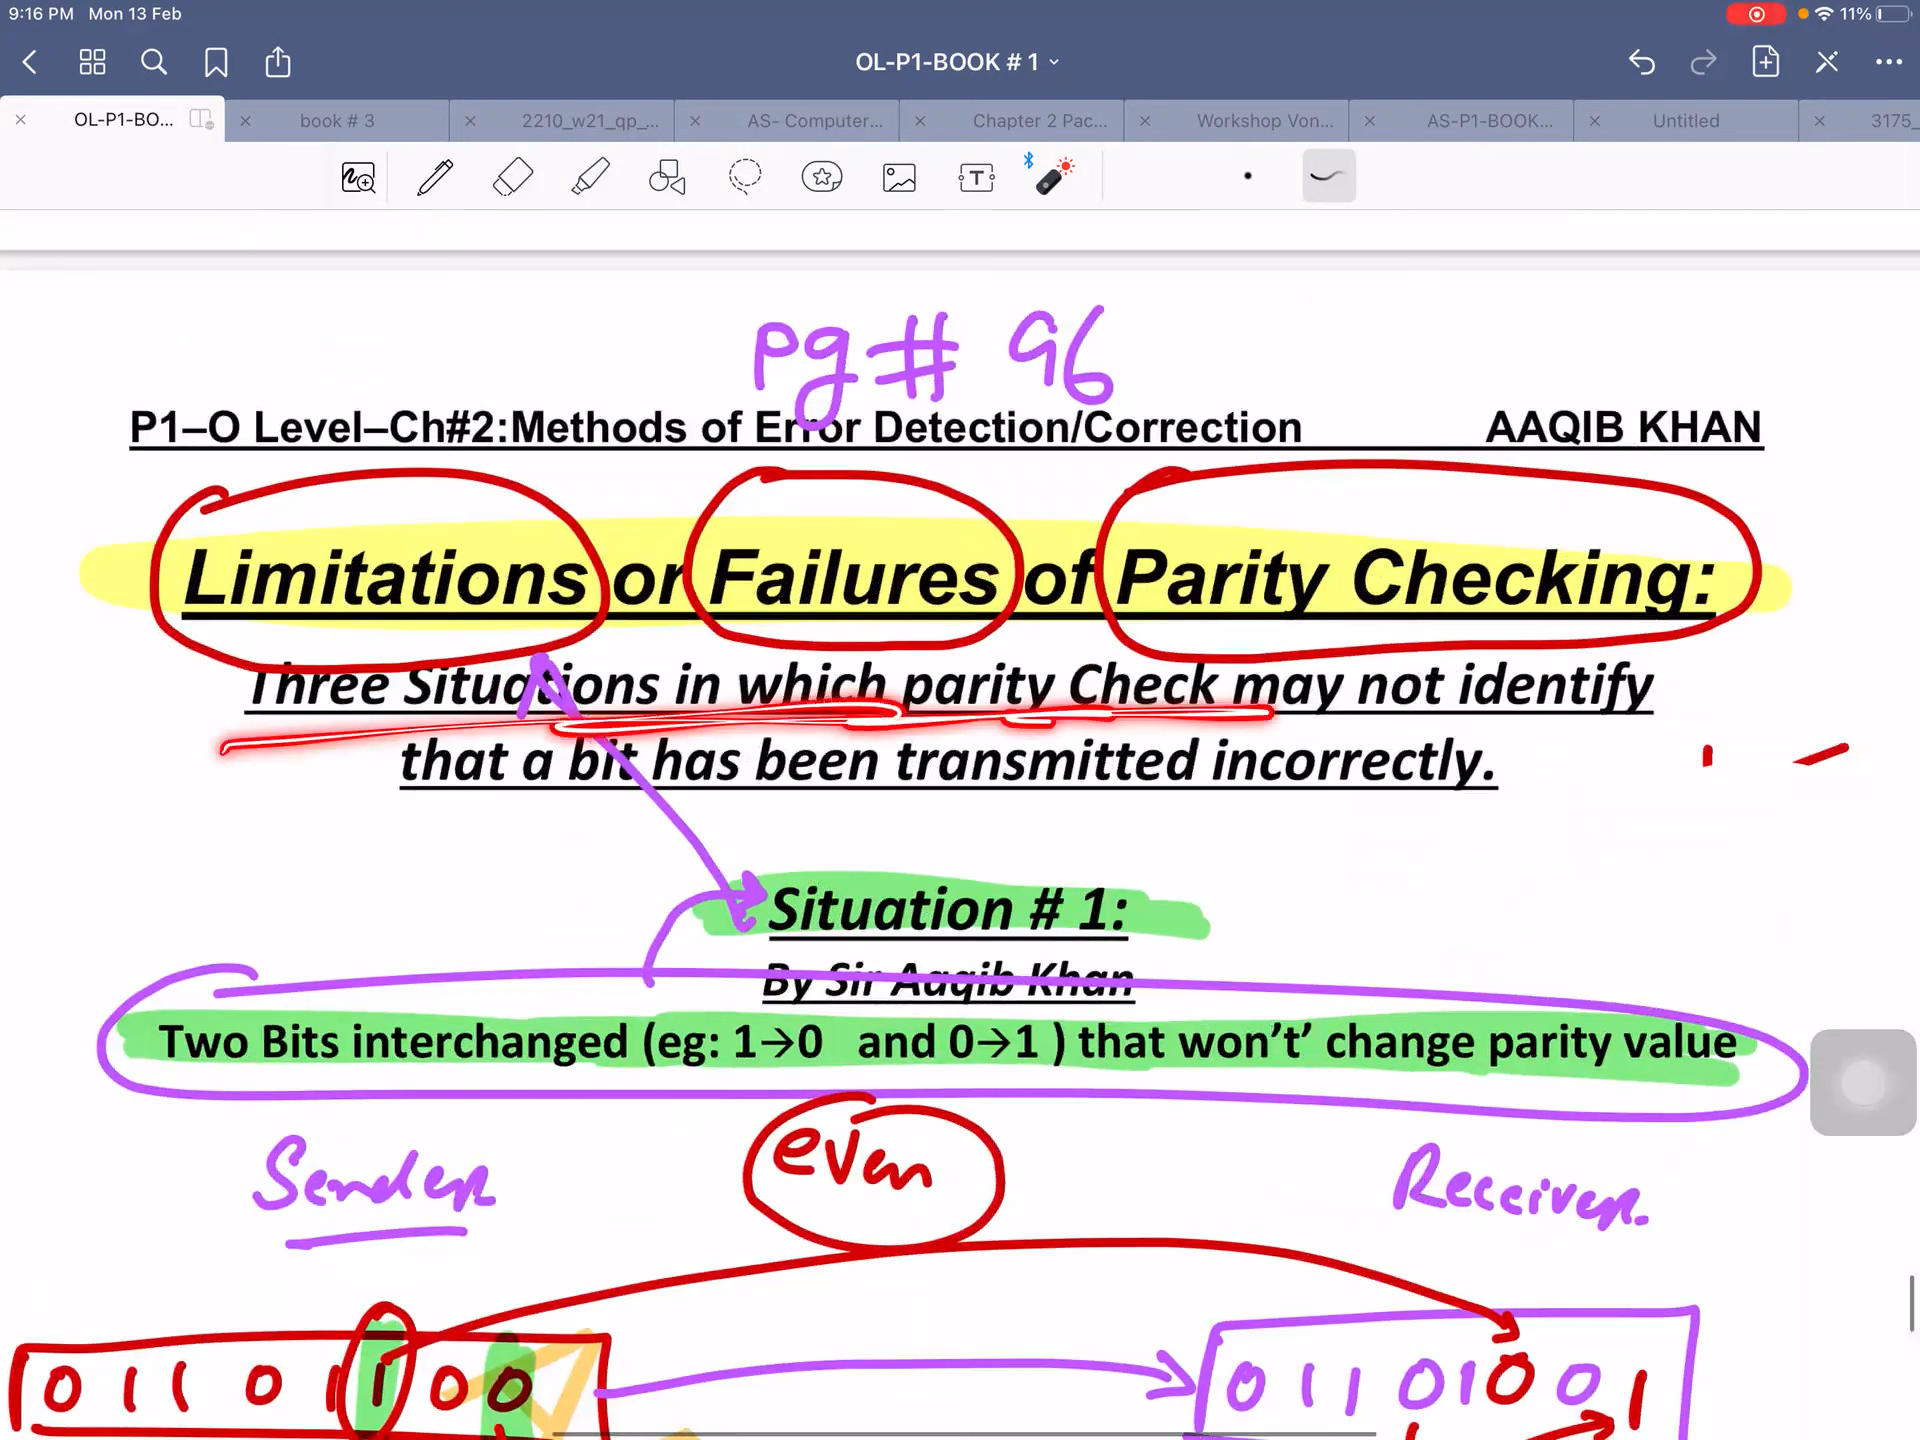 9:16 PM Mon 13 Feb
11%
OL-P1-BOOK # 1
OL-P1-BO...
book # 3
2210_w21_qp_...
AS- Computer...
Chapter 2 Pac...
Workshop Von...
AS-P1-BOOK...
Untitled
3175_
pg# 96
P1–O Level–Ch#2:Methods of Error Detection/Correction AAQIB KHAN
Limitations or Failures of Parity Checking:
Three Situations in which parity Check may not identify
that a bit has been transmitted incorrectly.
Situation # 1:
By Sir Aaqib Khan
Two Bits interchanged (eg: 1→0 and 0→1 ) that won't' change parity value
Sender even Receiver.
0 1 1 0 1 1 0 0 0 1 1 0 1 0 0 1